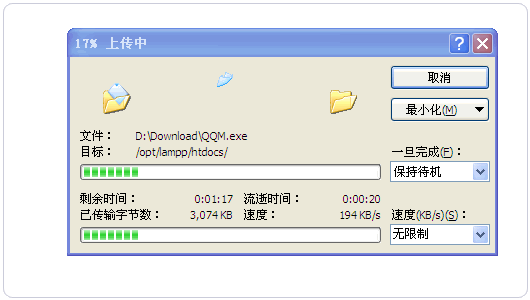 17% 上传中
取消
最小化(M)
文件： D:\Download\QQM.exe
目标： /opt/lampp/htdocs/
一旦完成(F)：
保持待机
剩余时间： 0:01:17 流逝时间： 0:00:20
已传输字节数： 3,074 KB 速度： 194 KB/s
速度(KB/s)(S)：
无限制